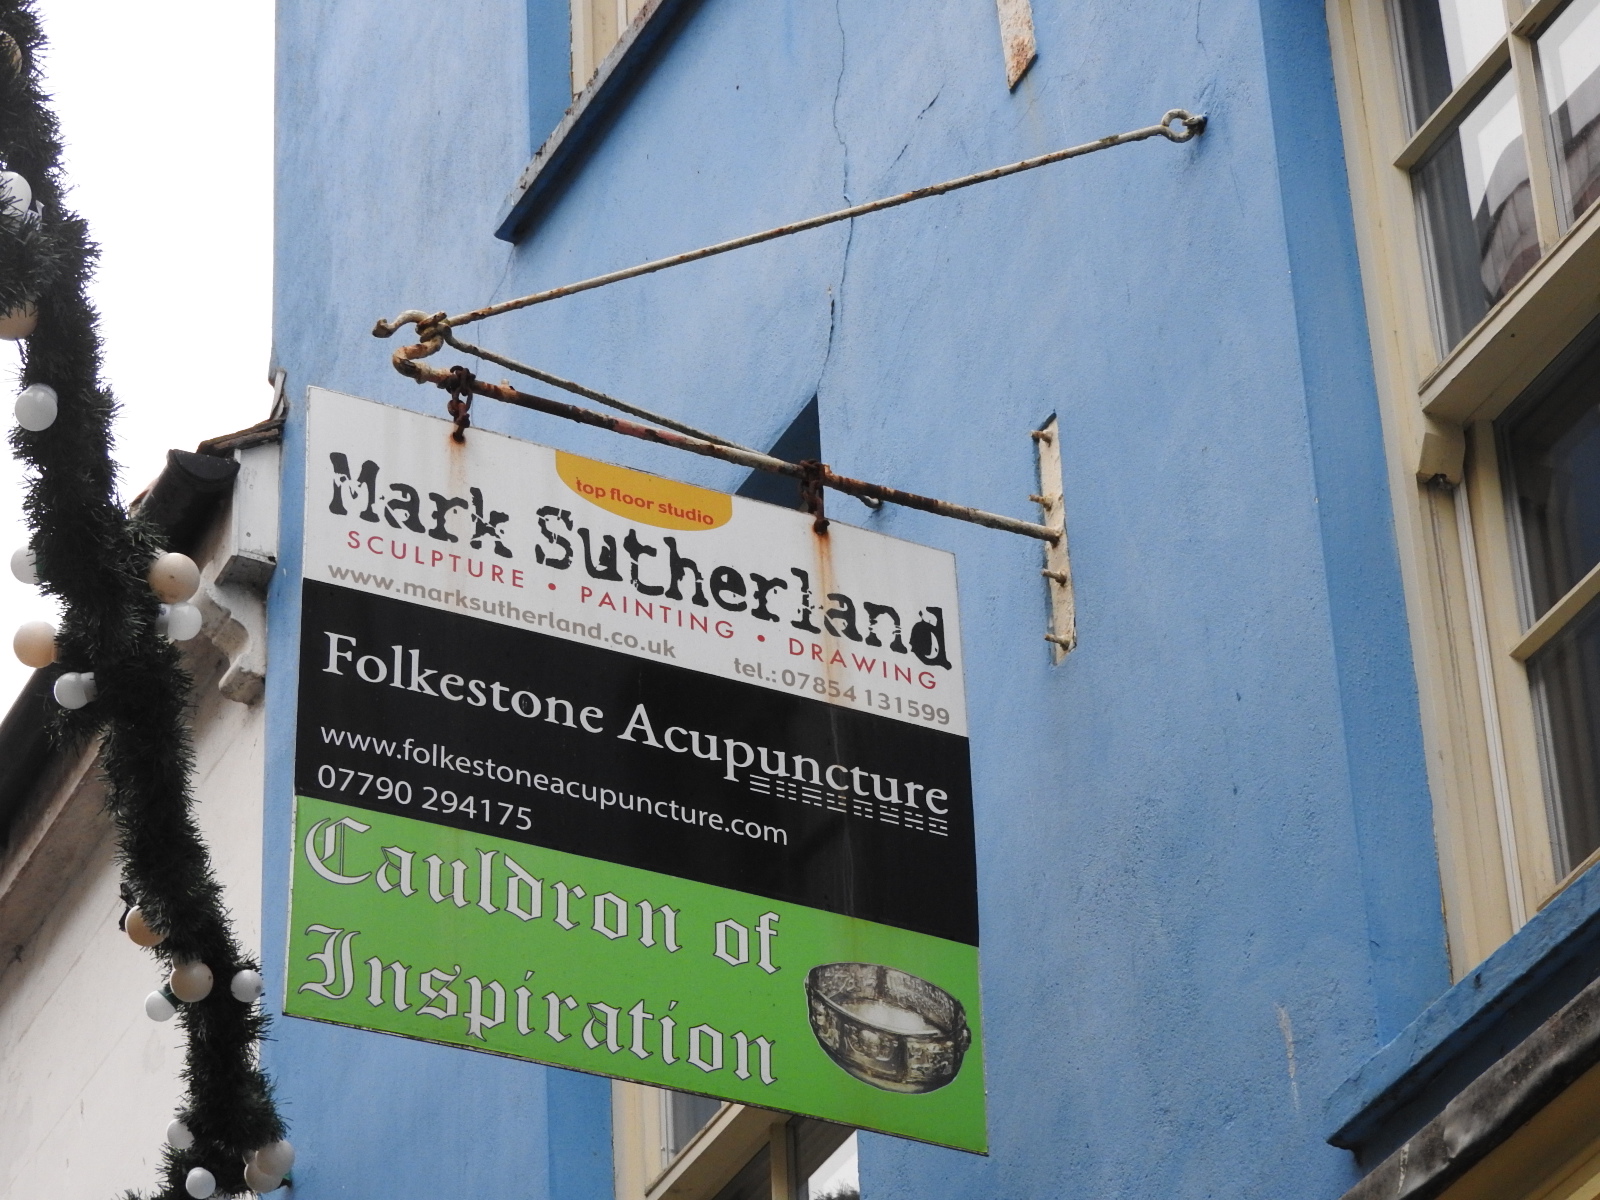 top floor studio
Mark Sutherland
SCULPTURE • PAINTING • DRAWING
www.marksutherland.co.uk tel.: 07854 131599
Folkestone Acupuncture
www.folkestoneacupuncture.com
07790 294175
Cauldron of
Inspiration